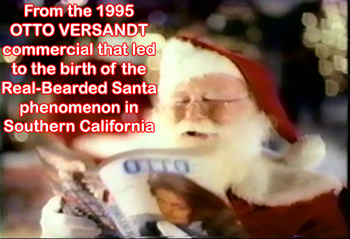 From the 1995
OTTO VERSANDT
commercial that led
to the birth of the
Real-Bearded Santa
phenomenon in
Southern California
OTTO